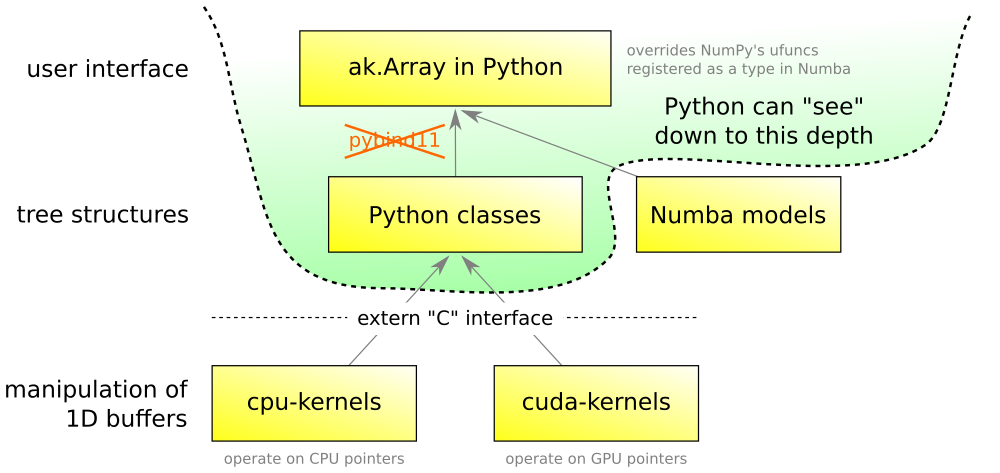 user interface
ak.Array in Python
overrides NumPy's ufuncs
registered as a type in Numba
Python can "see"
down to this depth
pybind11
tree structures
Python classes
Numba models
extern "C" interface
manipulation of
1D buffers
cpu-kernels
cuda-kernels
operate on CPU pointers
operate on GPU pointers